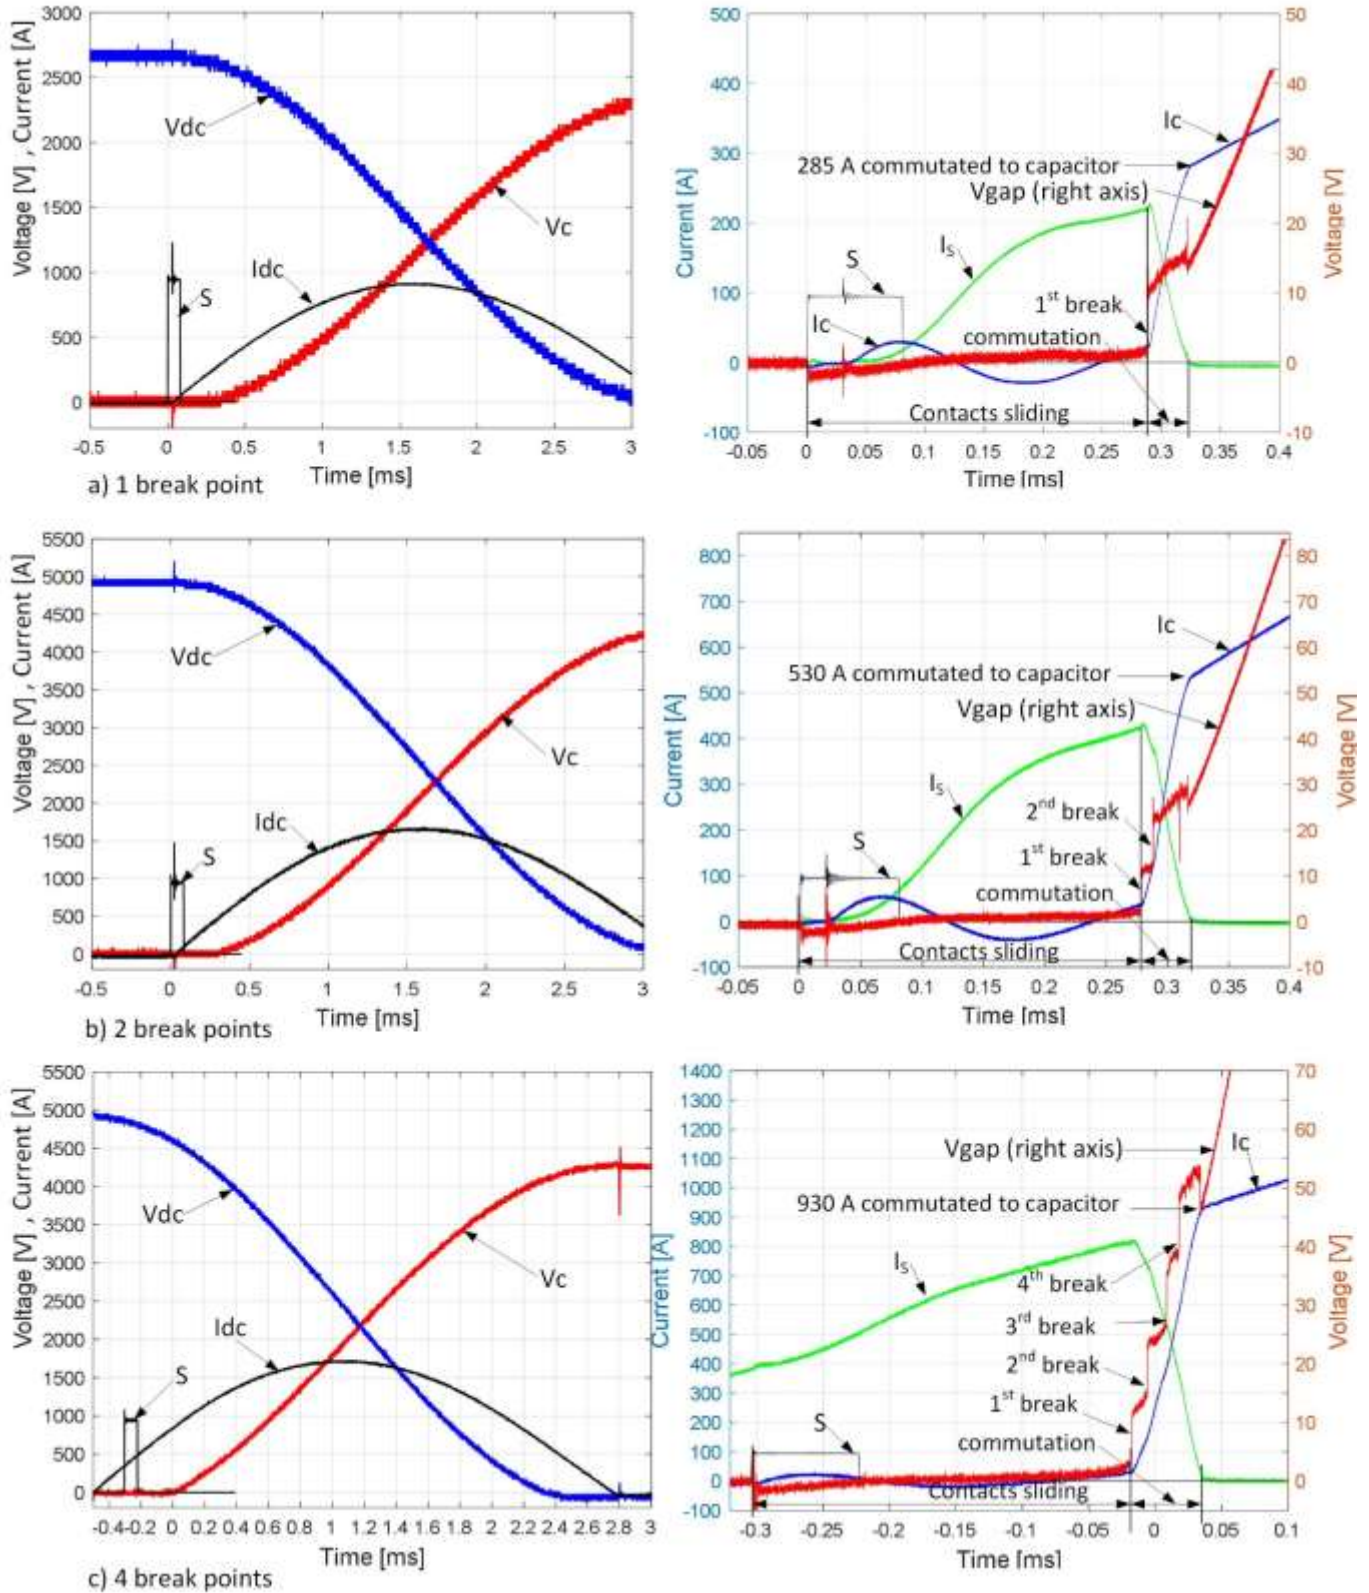 Voltage [V] , Current [A]
3000
2500
2000
1500
1000
500
0
Vdc
Vc
Idc
S
-0.5 0 0.5 1 1.5 2 2.5 3
Time [ms]
a) 1 break point
Current [A]
500
400
300
200
100
0
-100
50
40
30
20
10
0
-10
Voltage [V]
Ic
285 A commutated to capacitor
Vgap (right axis)
IS
S
Ic
1st break
commutation
Contacts sliding
-0.05 0 0.05 0.1 0.15 0.2 0.25 0.3 0.35 0.4
Time [ms]
Voltage [V] , Current [A]
5500
5000
4500
4000
3500
3000
2500
2000
1500
1000
500
0
Vdc
Vc
Idc
S
-0.5 0 0.5 1 1.5 2 2.5 3
Time [ms]
b) 2 break points
Current [A]
800
700
600
500
400
300
200
100
0
-100
80
70
60
50
40
30
20
10
0
-10
Voltage [V]
Ic
530 A commutated to capacitor
Vgap (right axis)
IS
2nd break
S
1st break
commutation
Contacts sliding
-0.05 0 0.05 0.1 0.15 0.2 0.25 0.3 0.35 0.4
Time [ms]
Voltage [V] , Current [A]
5500
5000
4500
4000
3500
3000
2500
2000
1500
1000
500
0
Vdc
Vc
Idc
S
-0.4 -0.2 0 0.2 0.4 0.6 0.8 1 1.2 1.4 1.6 1.8 2 2.2 2.4 2.6 2.8 3
Time [ms]
c) 4 break points
Current [A]
1400
1300
1200
1100
1000
900
800
700
600
500
400
300
200
100
0
-100
70
60
50
40
30
20
10
0
Voltage [V]
Vgap (right axis)
Ic
930 A commutated to capacitor
IS
4th break
3rd break
2nd break
1st break
S
commutation
Contacts sliding
-0.3 -0.25 -0.2 -0.15 -0.1 -0.05 0 0.05 0.1
Time [ms]